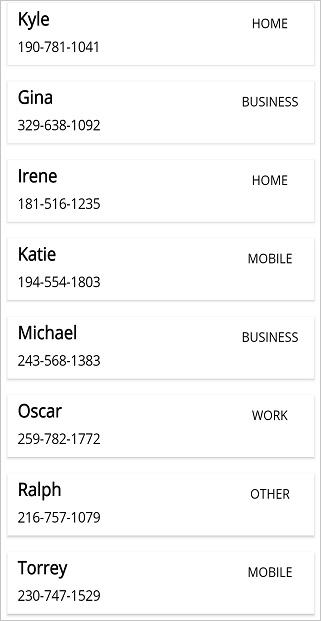 Kyle
HOME
190-781-1041
Gina
BUSINESS
329-638-1092
Irene
HOME
181-516-1235
Katie
MOBILE
194-554-1803
Michael
BUSINESS
243-568-1383
Oscar
WORK
259-782-1772
Ralph
OTHER
216-757-1079
Torrey
MOBILE
230-747-1529